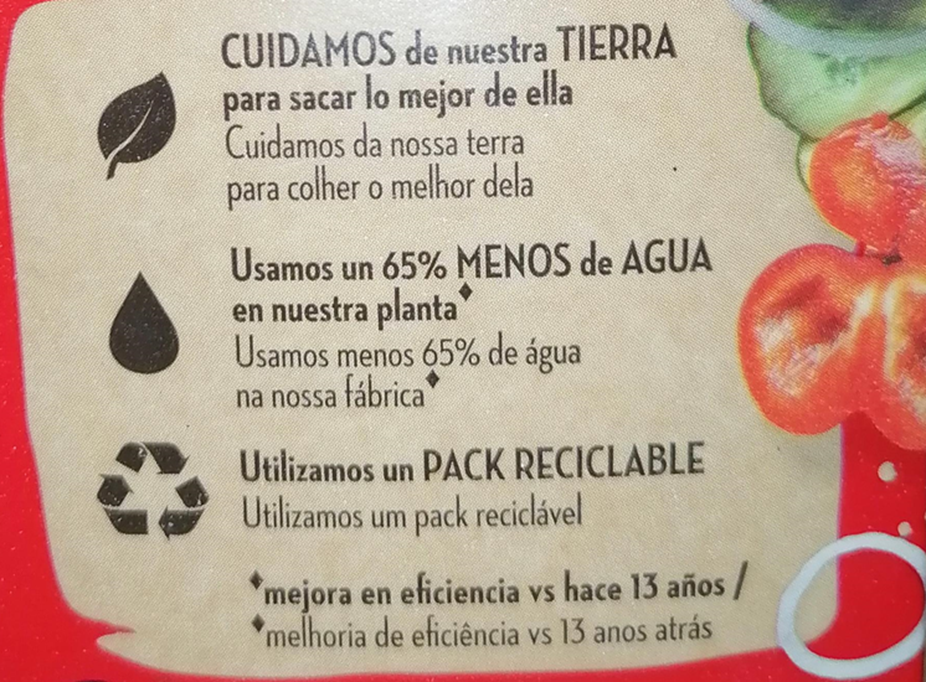 CUIDAMOS de nuestra TIERRA
para sacar lo mejor de ella
Cuidamos da nossa terra
para colher o melhor dela
Usamos un 65% MENOS de AGUA
en nuestra planta♦
Usamos menos 65% de água
na nossa fábrica♦
Utilizamos un PACK RECICLABLE
Utilizamos um pack reciclável
♦mejora en eficiencia vs hace 13 años /
♦melhoria de eficiência vs 13 anos atrás